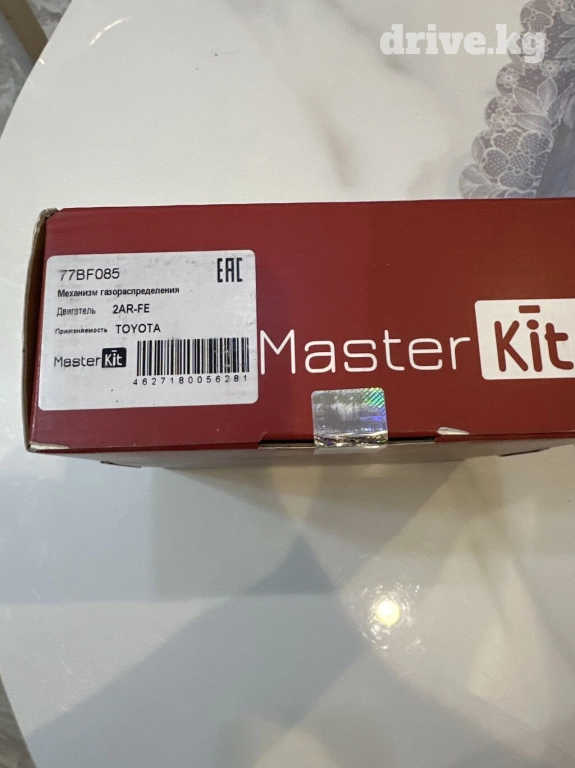 drive.kg
77BF085
EAC
Механизм газораспределения
Двигатель 2AR-FE
Применяемость TOYOTA
Master Kit
4627180056281
Master Kit